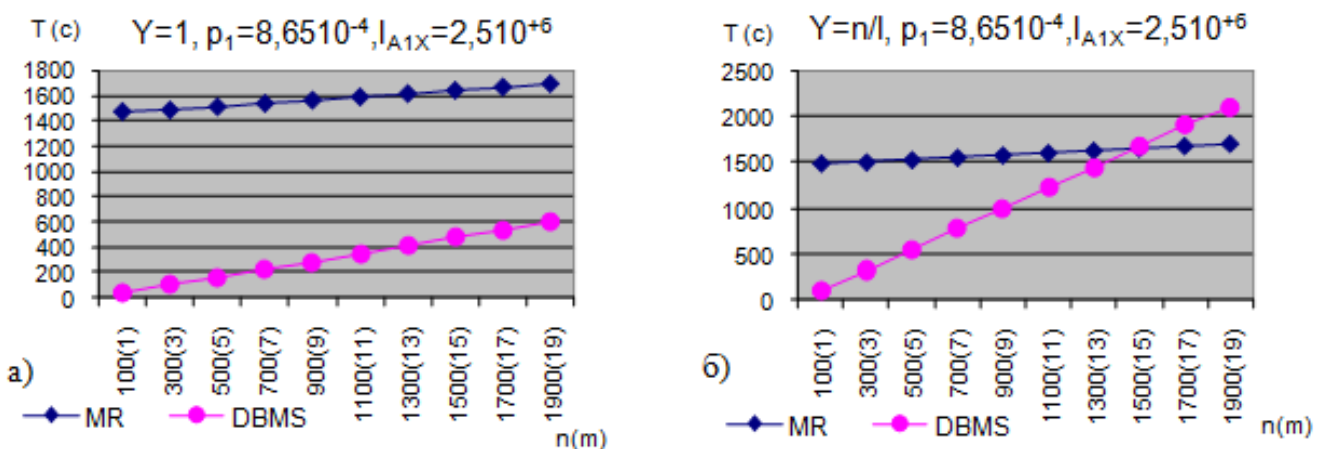 T (c) Y=1, p₁=8,6510⁻⁴,I_A1X=2,510⁺⁶
1800
1600
1400
1200
1000
800
600
400
200
0
100(1) 300(3) 500(5) 700(7) 900(9) 1100(11) 1300(13) 1500(15) 1700(17) 1900(19)
а)
MR DBMS
n(m)
T (c) Y=n/l, p₁=8,6510⁻⁴,I_A1X=2,510⁺⁶
2500
2000
1500
1000
500
0
100(1) 300(3) 500(5) 700(7) 900(9) 1100(11) 1300(13) 1500(15) 1700(17) 1900(19)
б)
MR DBMS
n(m)